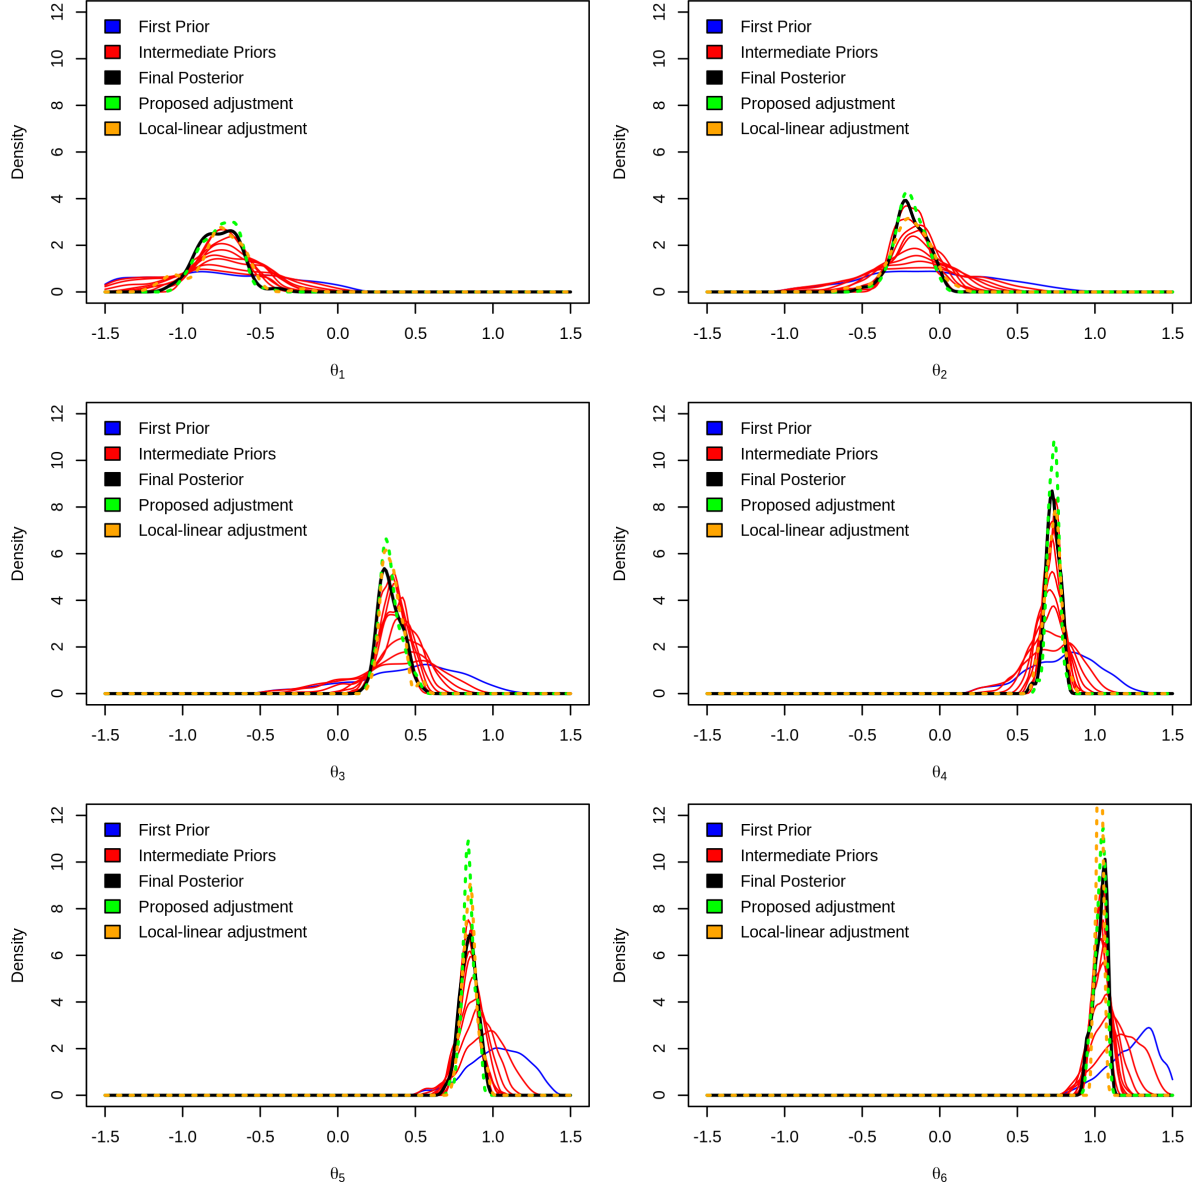 12
10
8
6
4
2
0
Density
First Prior
Intermediate Priors
Final Posterior
Proposed adjustment
Local-linear adjustment
-1.5 -1.0 -0.5 0.0 0.5 1.0 1.5
θ1
12
10
8
6
4
2
0
Density
First Prior
Intermediate Priors
Final Posterior
Proposed adjustment
Local-linear adjustment
-1.5 -1.0 -0.5 0.0 0.5 1.0 1.5
θ2
12
10
8
6
4
2
0
Density
First Prior
Intermediate Priors
Final Posterior
Proposed adjustment
Local-linear adjustment
-1.5 -1.0 -0.5 0.0 0.5 1.0 1.5
θ3
12
10
8
6
4
2
0
Density
First Prior
Intermediate Priors
Final Posterior
Proposed adjustment
Local-linear adjustment
-1.5 -1.0 -0.5 0.0 0.5 1.0 1.5
θ4
12
10
8
6
4
2
0
Density
First Prior
Intermediate Priors
Final Posterior
Proposed adjustment
Local-linear adjustment
-1.5 -1.0 -0.5 0.0 0.5 1.0 1.5
θ5
12
10
8
6
4
2
0
Density
First Prior
Intermediate Priors
Final Posterior
Proposed adjustment
Local-linear adjustment
-1.5 -1.0 -0.5 0.0 0.5 1.0 1.5
θ6